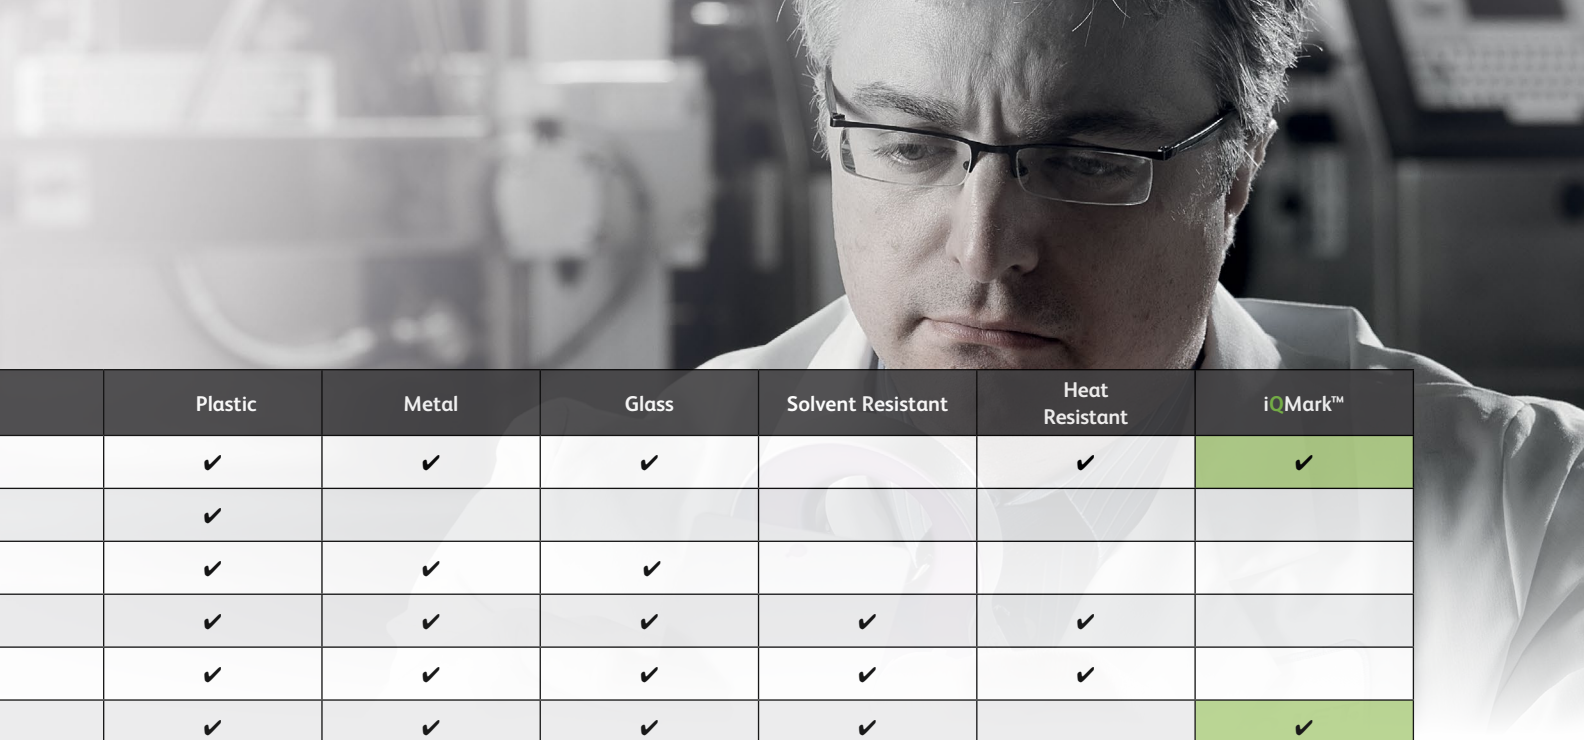 Plastic Metal Glass Solvent Resistant Heat Resistant iQMark™
✔ ✔ ✔ ✔ ✔
✔
✔ ✔ ✔
✔ ✔ ✔ ✔ ✔
✔ ✔ ✔ ✔ ✔
✔ ✔ ✔ ✔ ✔